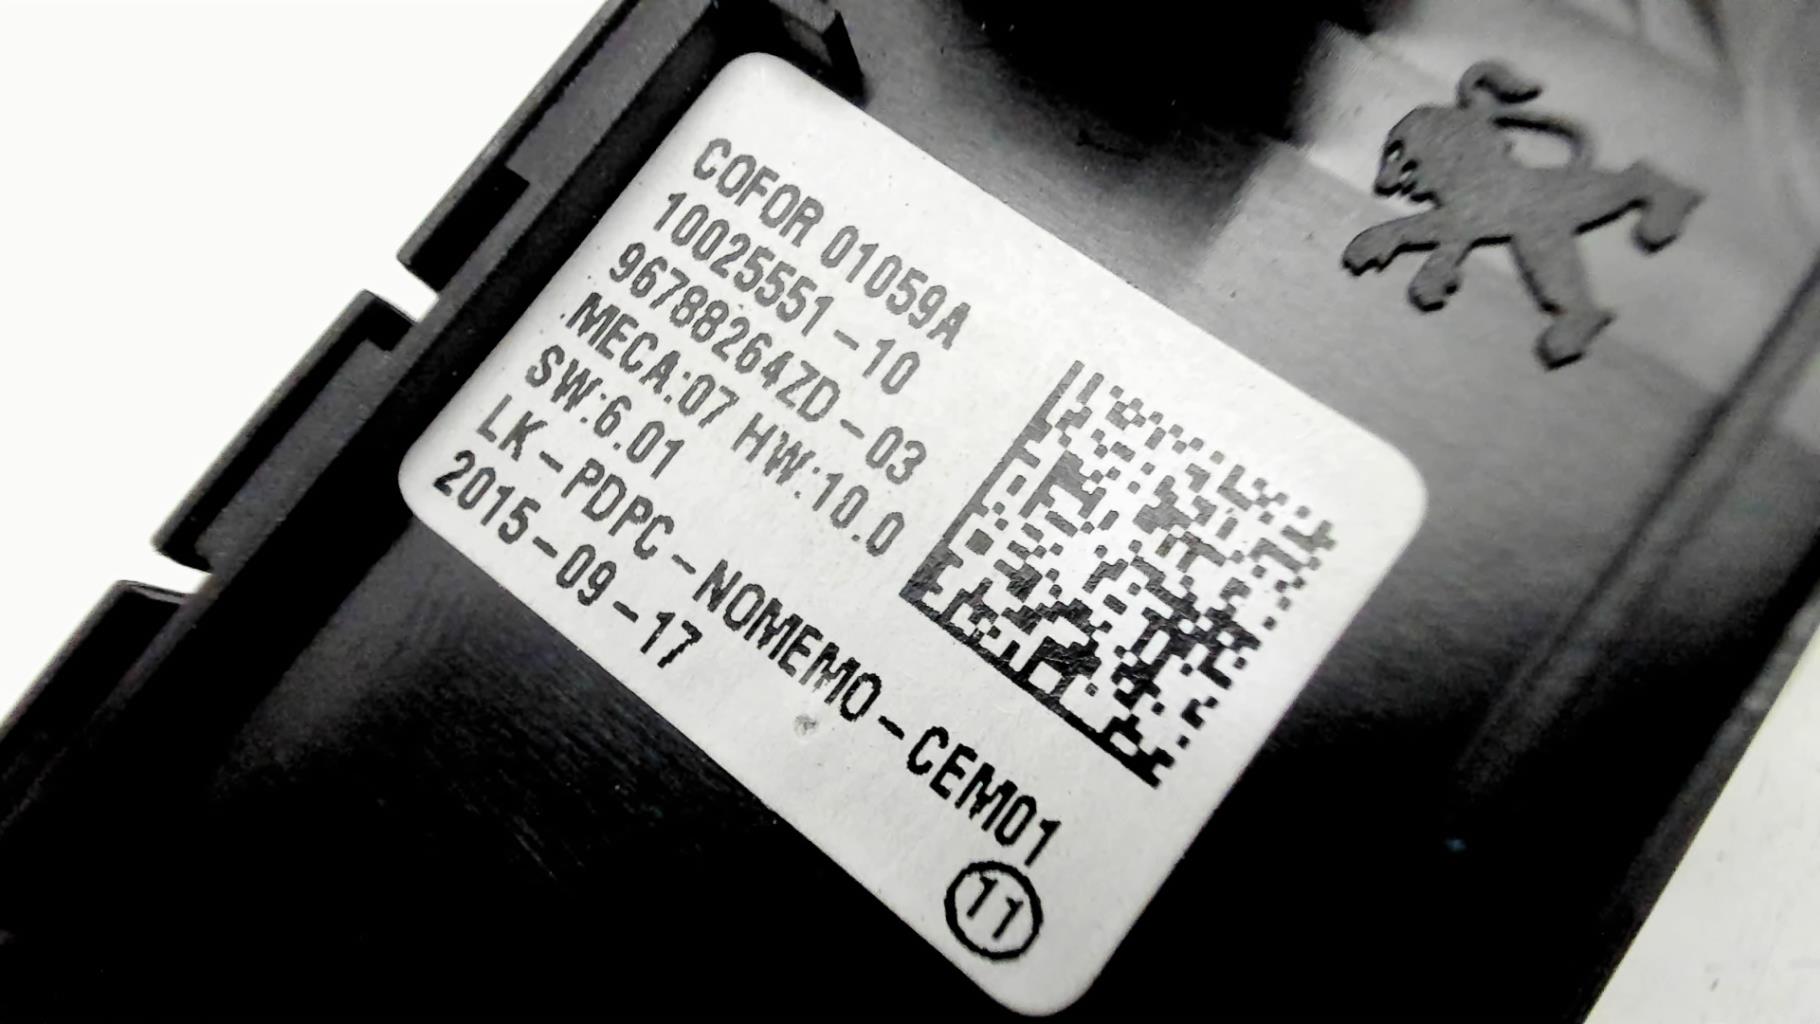 COFOR 01059A
10025551-10
96788264ZD-03
MECA:07 HW:10.0
SW:6.01
LK-PDPC-NOMEMO-CEM01
2015-09-17
11